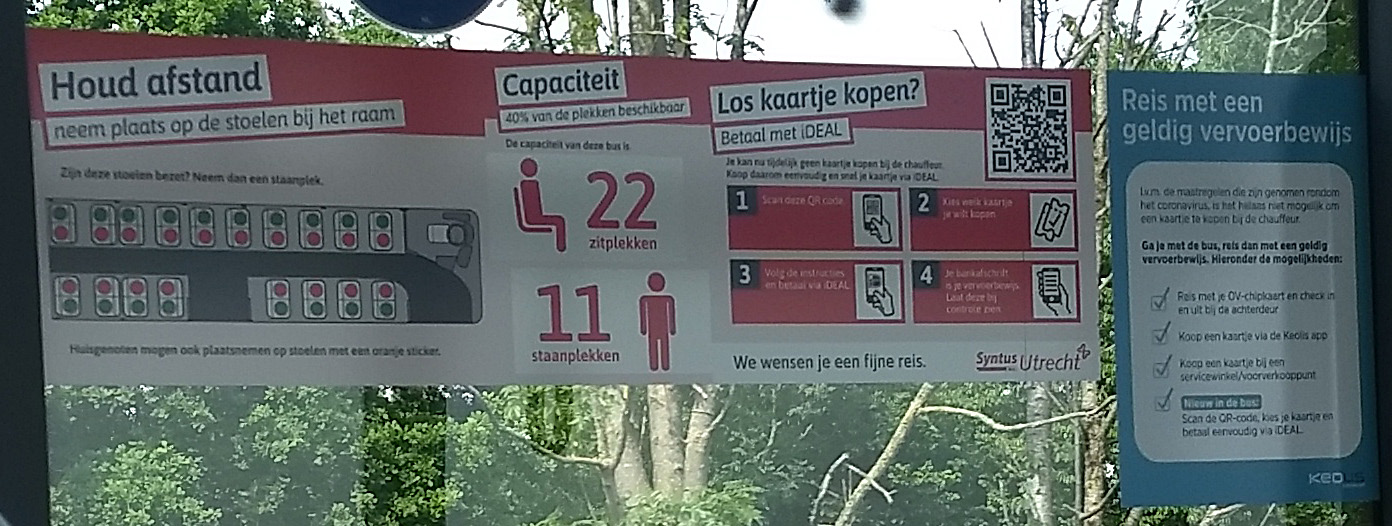 Houd afstand
neem plaats op de stoelen bij het raam
Zijn deze stoelen bezet? Neem dan een staanplek.
Huisgenoten mogen ook plaatsnemen op stoelen met een oranje sticker.
Capaciteit
40% van de plekken beschikbaar
De capaciteit van deze bus is
22
zitplekken
11
staanplekken
Los kaartje kopen?
Betaal met iDEAL
Je kan nu tijdelijk geen kaartje kopen bij de chauffeur.
Koop daarom eenvoudig en snel je kaartje via iDEAL.
1
Scan deze QR code
2
Kies welk kaartje
je wilt kopen
3
Volg de instructies
en betaal via iDEAL
4
Je bankafschrift
is je vervoerbewijs.
Laat deze bij
controle zien.
We wensen je een fijne reis.
Syntus Utrecht
Reis met een
geldig vervoerbewijs
I.v.m. de maatregelen die zijn genomen rondom
het coronavirus, is het helaas niet mogelijk om
een kaartje te kopen bij de chauffeur.
Ga je met de bus, reis dan met een geldig
vervoerbewijs. Hieronder de mogelijkheden:
Reis met je OV-chipkaart en check in
en uit bij de achterdeur
Koop een kaartje via de Keolis app
Koop een kaartje bij een
servicewinkel/voorverkooppunt
Nieuw in de bus:
Scan de QR-code, kies je kaartje en
betaal eenvoudig via iDEAL.
KEOLIS